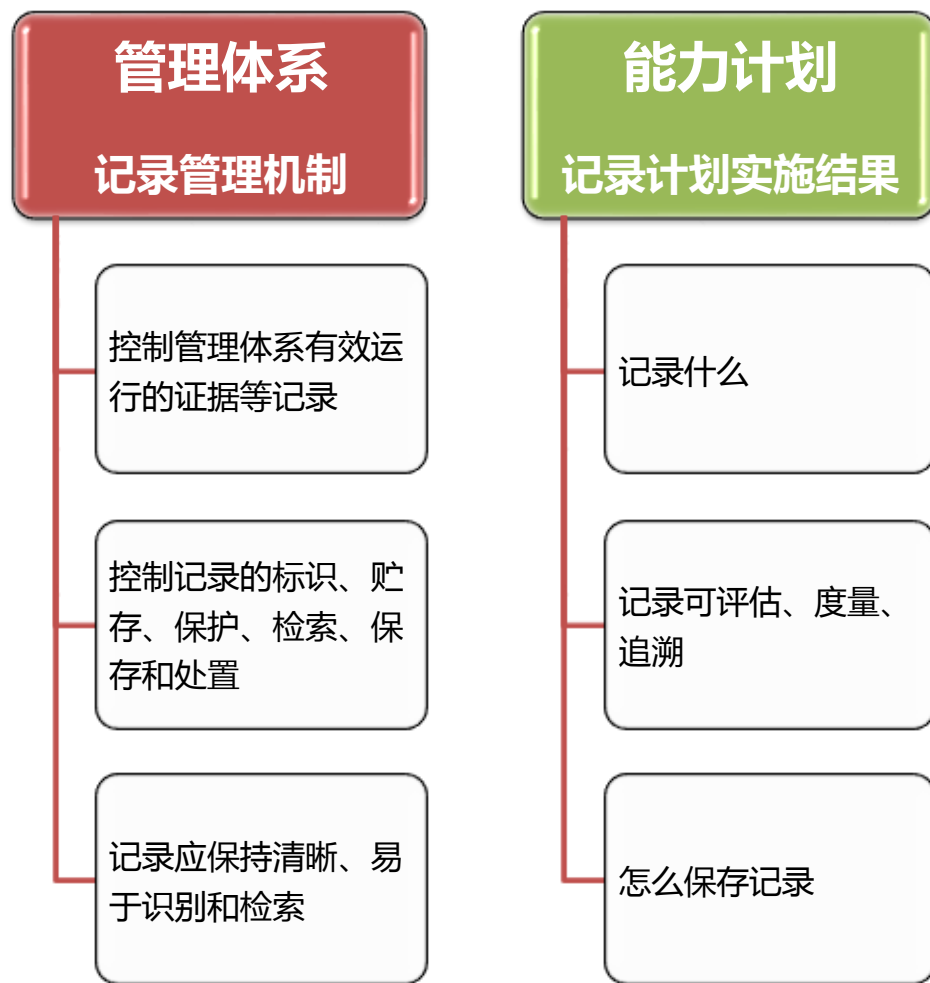 管理体系
记录管理机制
控制管理体系有效运
行的证据等记录
控制记录的标识、贮
存、保护、检索、保
存和处置
记录应保持清晰、易
于识别和检索
能力计划
记录计划实施结果
记录什么
记录可评估、度量、
追溯
怎么保存记录